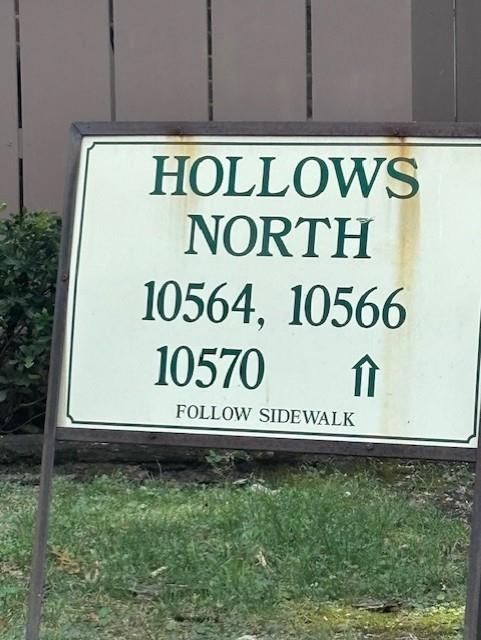 HOLLOWS
NORTH
10564, 10566
10570 ⇑
FOLLOW SIDEWALK